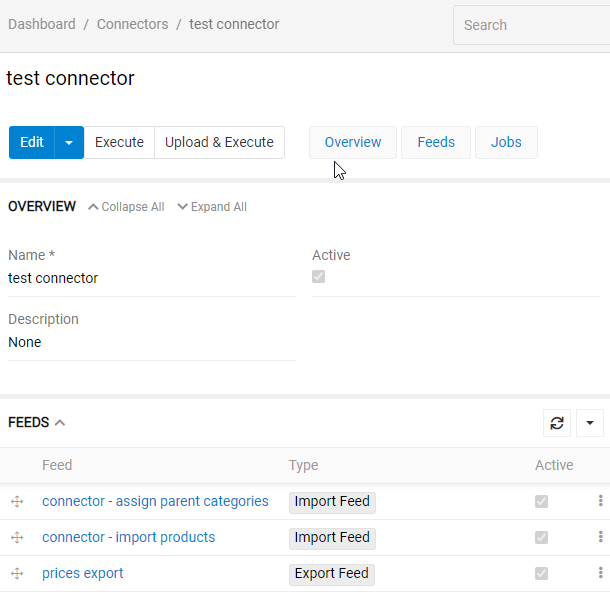 Dashboard / Connectors / test connector
Search
test connector
Edit Execute Upload & Execute Overview Feeds Jobs
OVERVIEW Collapse All Expand All
Name * Active
test connector
Description
None
FEEDS
Feed Type Active
connector - assign parent categories Import Feed
connector - import products Import Feed
prices export Export Feed